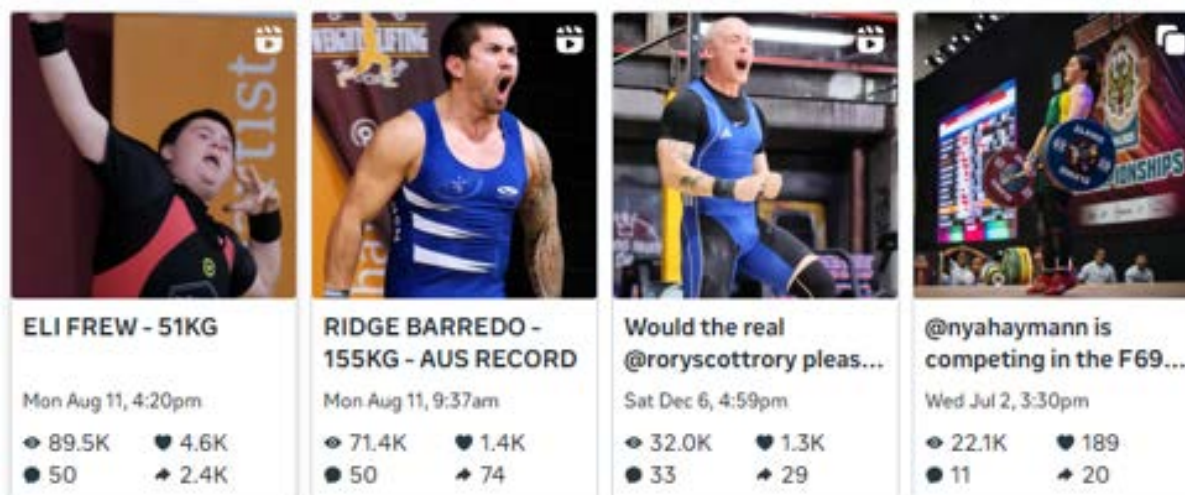 WEIGHTLIFTING
ELI FREW - 51KG
Mon Aug 11, 4:20pm
89.5K
4.6K
50
2.4K
RIDGE BARREDO -
155KG - AUS RECORD
Mon Aug 11, 9:37am
71.4K
1.4K
50
74
Would the real
@roryscottrory pleas...
Sat Dec 6, 4:59pm
32.0K
1.3K
33
29
IONSHIPS
@nyahaymann is
competing in the F69...
Wed Jul 2, 3:30pm
22.1K
189
11
20